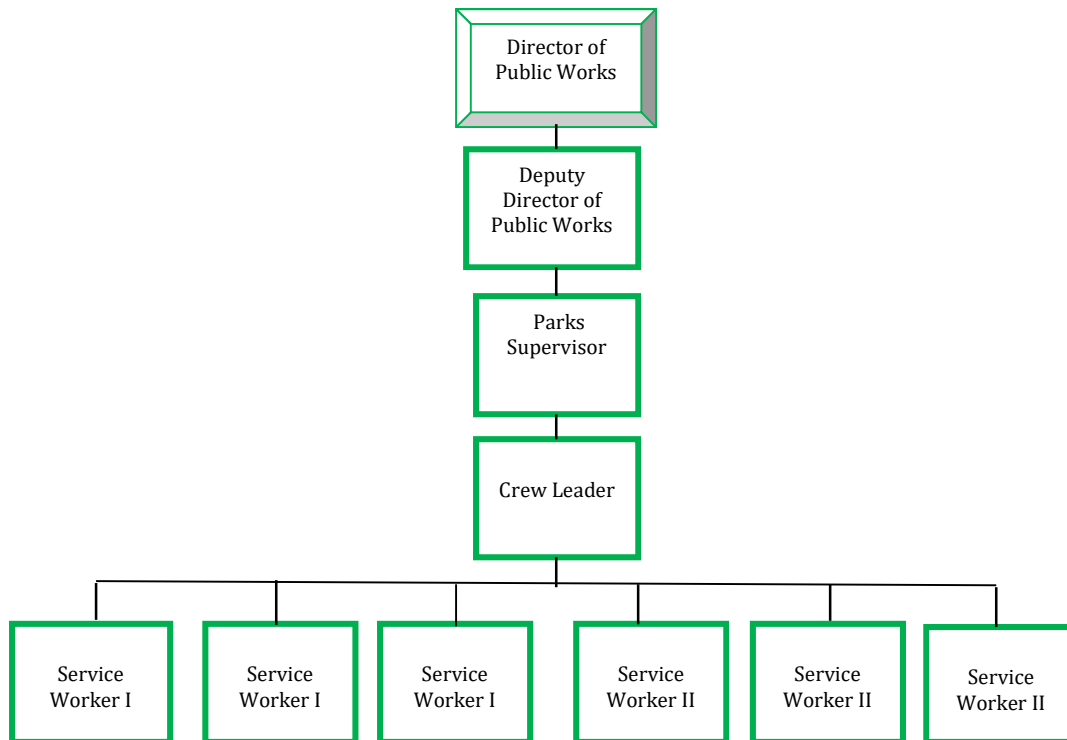 Director of
Public Works
Deputy
Director of
Public Works
Parks
Supervisor
Crew Leader
Service
Worker I
Service
Worker I
Service
Worker I
Service
Worker II
Service
Worker II
Service
Worker II